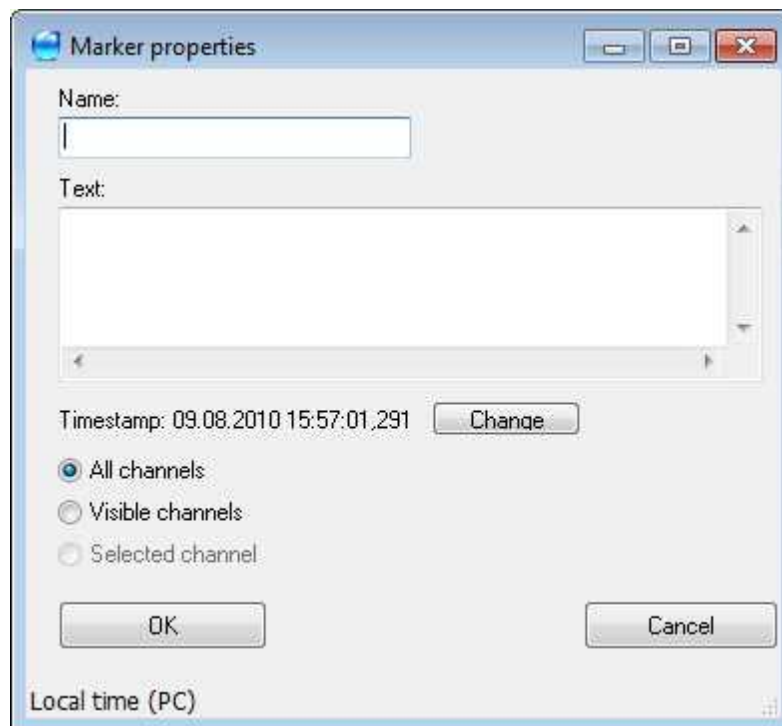 Marker properties
Name:
Text:
Timestamp: 09.08.2010 15:57:01,291 Change
All channels
Visible channels
Selected channel
OK Cancel
Local time (PC)